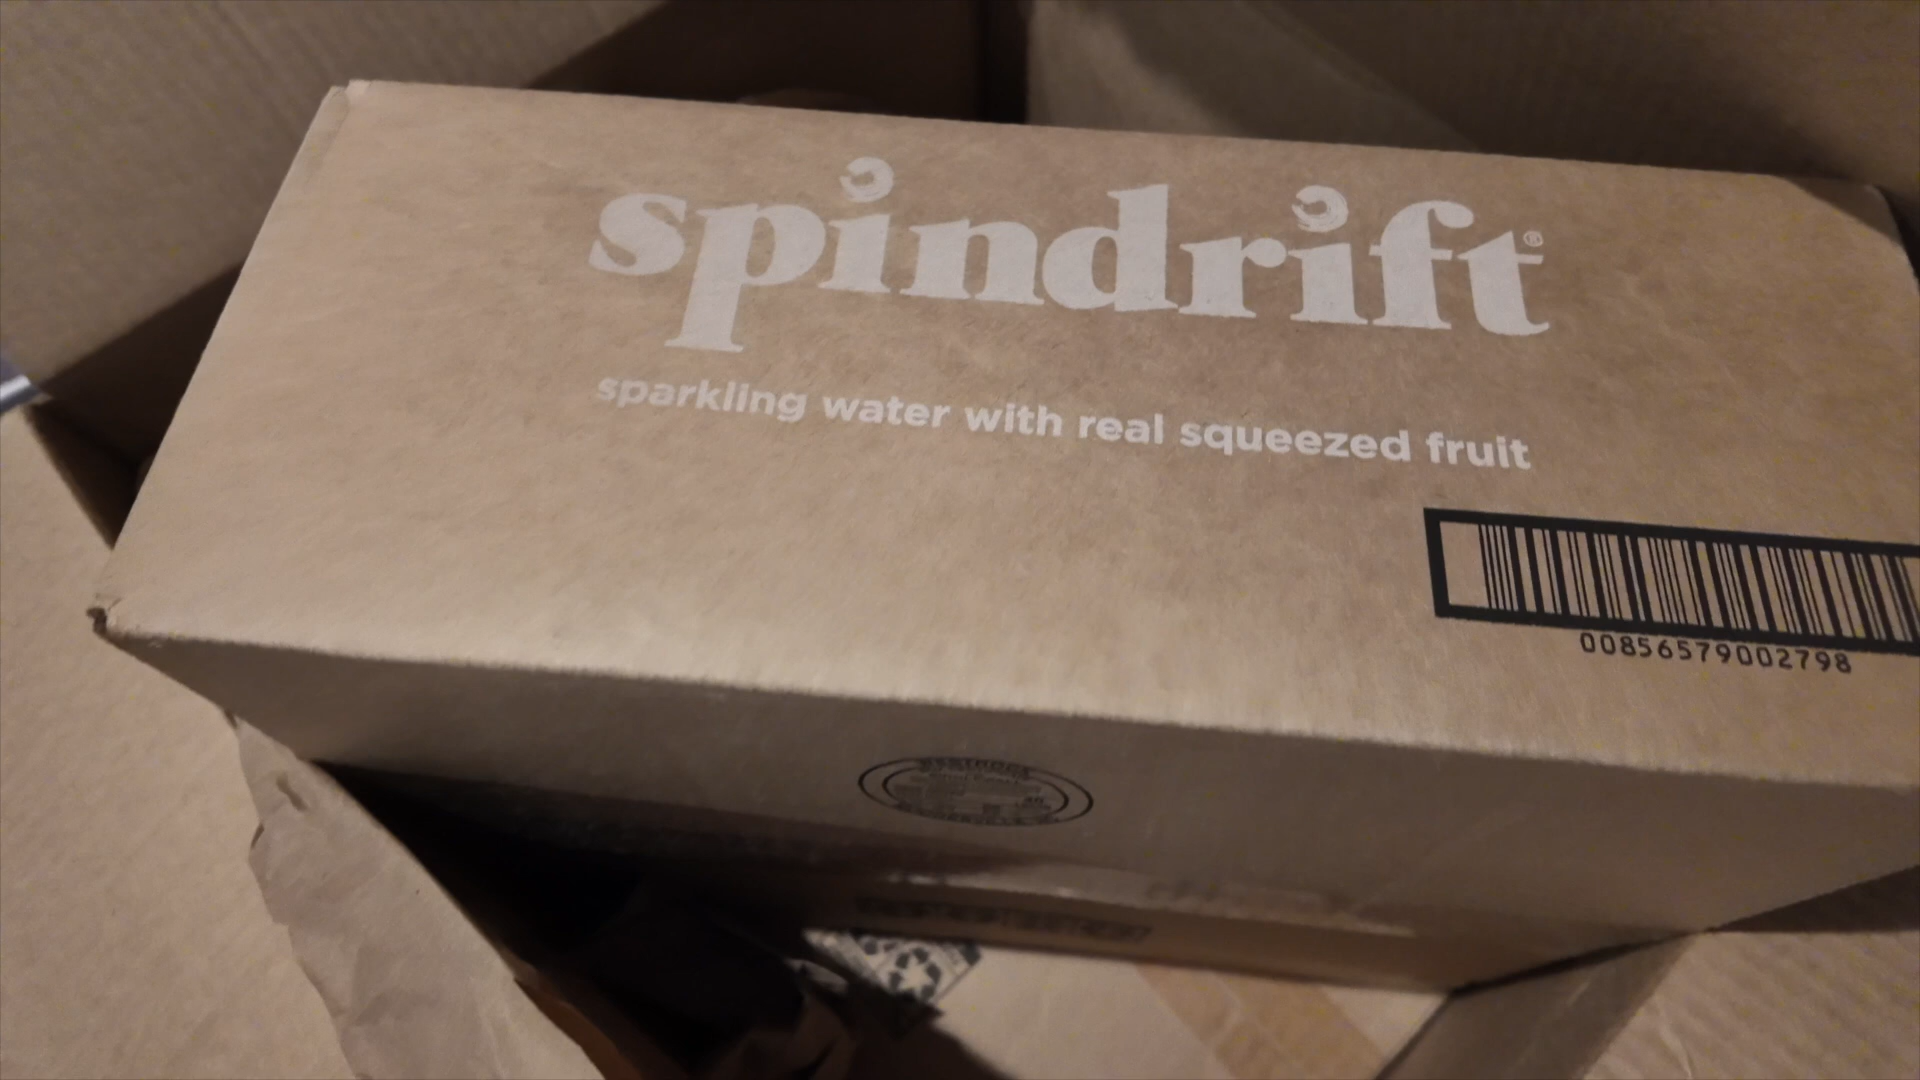 spindrift®
sparkling water with real squeezed fruit
00856579002798